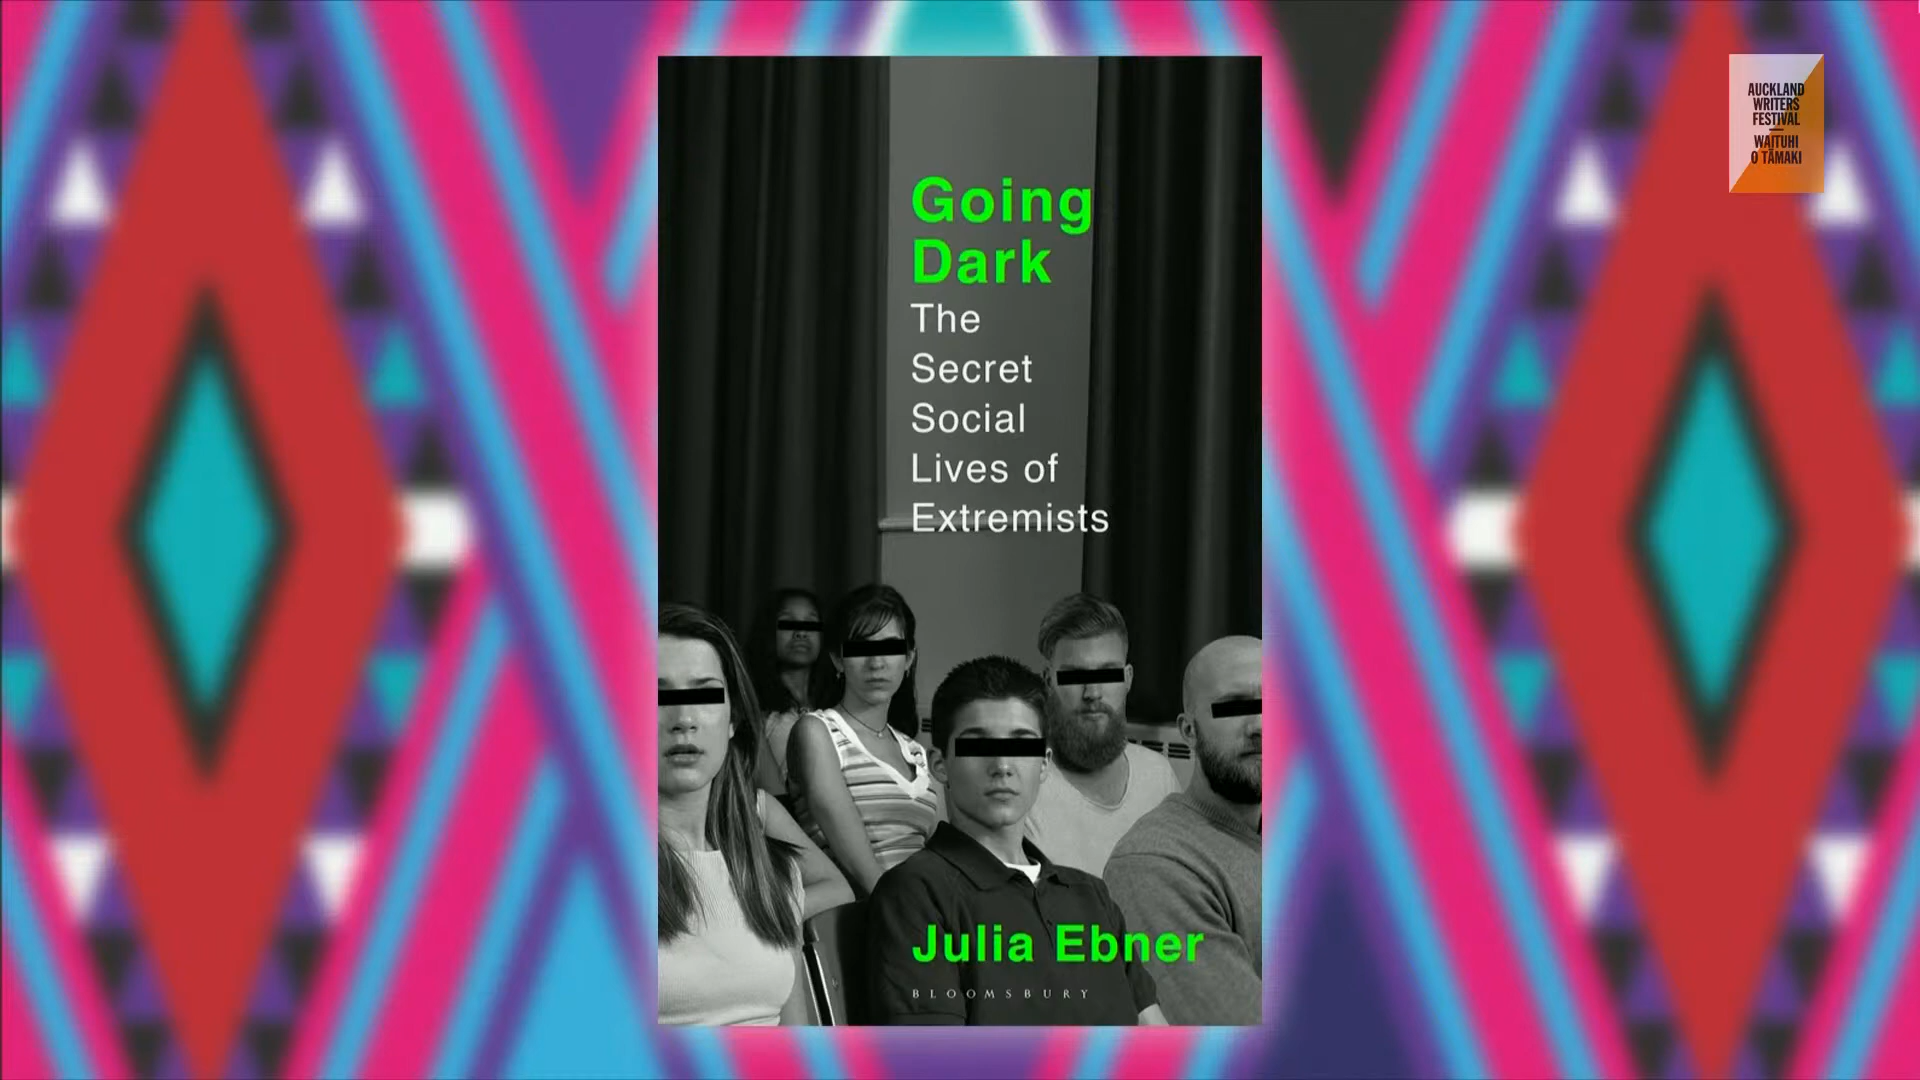 Going
Dark
The
Secret
Social
Lives of
Extremists
Julia Ebner
BLOOMSBURY
AUCKLAND
WRITERS
FESTIVAL
WAITUHI
O TĀMAKI